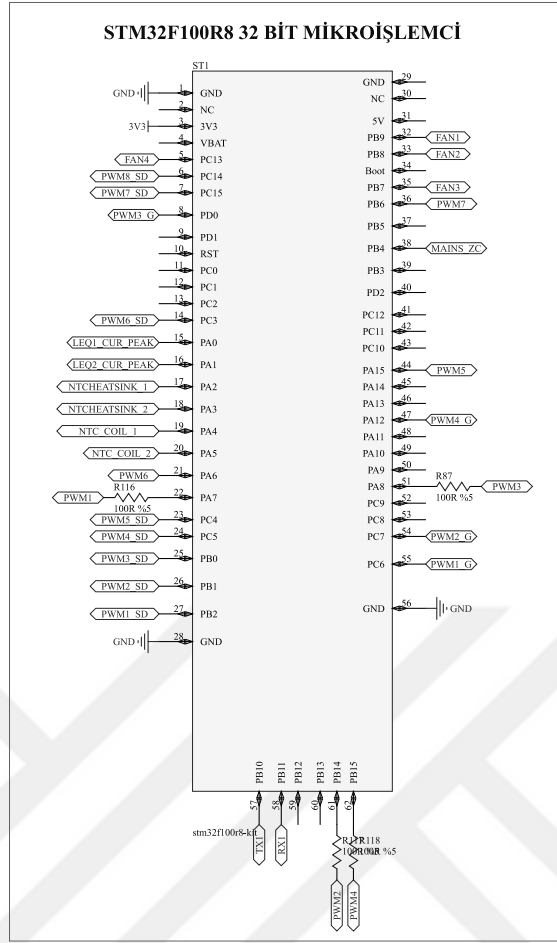 STM32F100R8 32 BİT MİKROİŞLEMCİ
ST1
GND 1 GND
2 NC
3V3 3 3V3
4 VBAT
FAN4 5 PC13
PWM8_SD 6 PC14
PWM7_SD 7 PC15
PWM3_G 8 PD0
9 PD1
10 RST
11 PC0
12 PC1
13 PC2
PWM6_SD 14 PC3
LEQ1_CUR_PEAK 15 PA0
LEQ2_CUR_PEAK 16 PA1
NTCHEATSINK_1 17 PA2
NTCHEATSINK_2 18 PA3
NTC_COIL_1 19 PA4
NTC_COIL_2 20 PA5
PWM6 21 PA6
R116
PWM1 22 PA7
100R %5
PWM5_SD 23 PC4
PWM4_SD 24 PC5
PWM3_SD 25 PB0
PWM2_SD 26 PB1
PWM1_SD 27 PB2
GND 28 GND
GND 29
NC 30
5V 31
PB9 32 FAN1
PB8 33 FAN2
Boot 34
PB7 35 FAN3
PB6 36 PWM7
PB5 37
PB4 38 MAINS_ZC
PB3 39
PD2 40
PC12 41
PC11 42
PC10 43
PA15 44 PWM5
PA14 45
PA13 46
PA12 47 PWM4_G
PA11 48
PA10 49
PA9 50
R87
PA8 51 PWM3
100R %5
PC9 52
PC8 53
PC7 54 PWM2_G
PC6 55 PWM1_G
GND 56 GND
PB10 PB11 PB12 PB13 PB14 PB15
57 58 59 60 61 62
stm32f100r8-kit
TX1 RX1
R118
%5
PWM2 PWM4